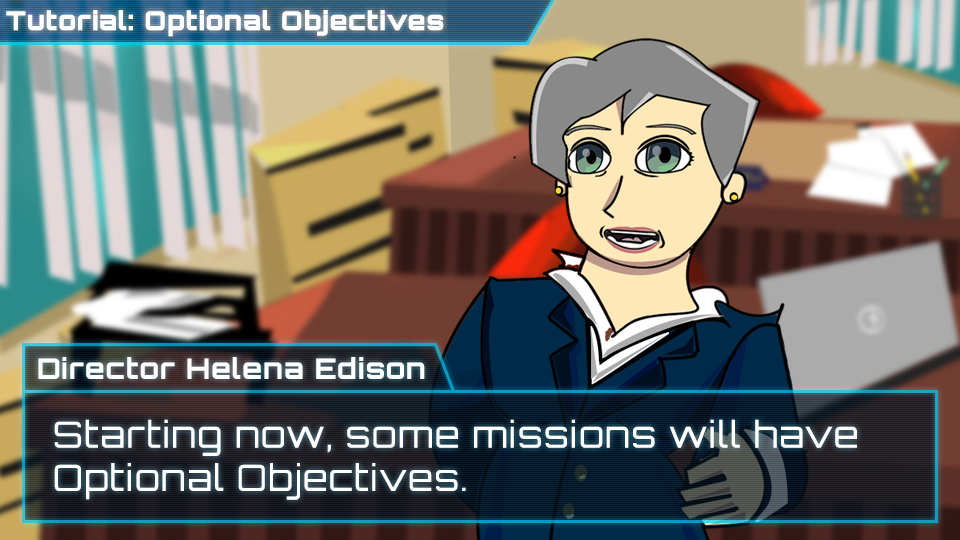 Tutorial: Optional Objectives
Director Helena Edison
Starting now, some missions will have
Optional Objectives.